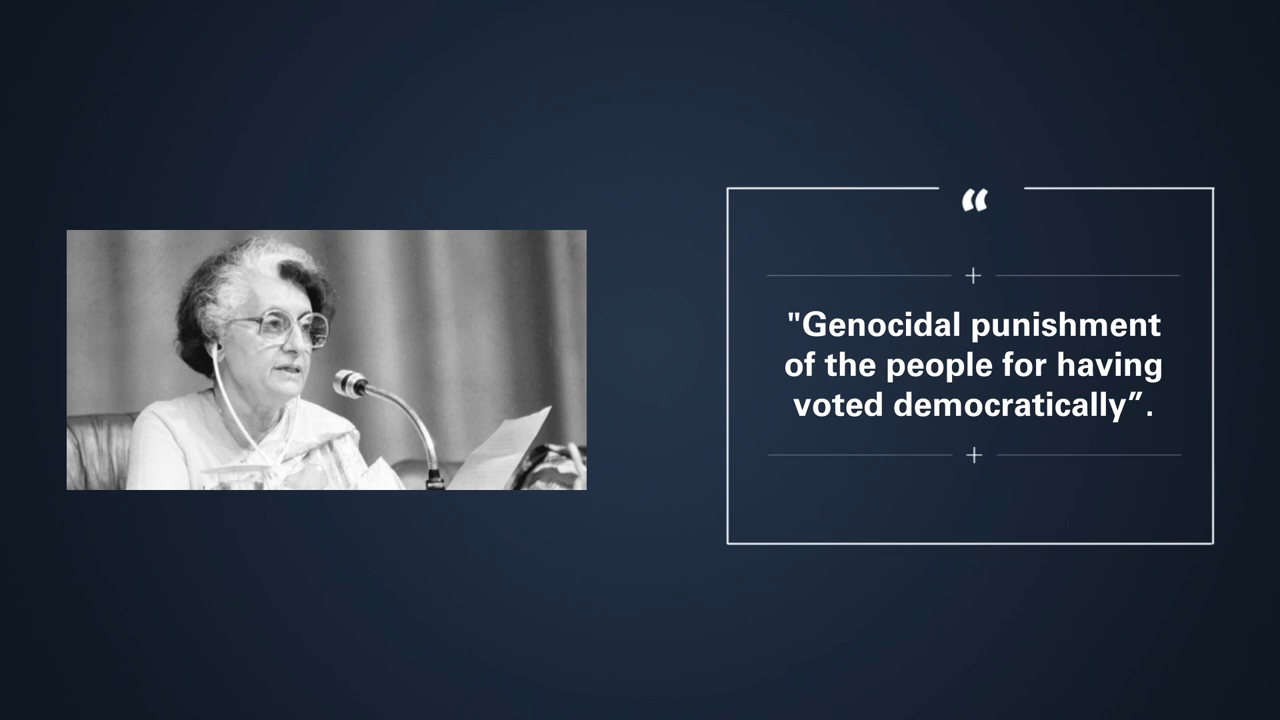 “
"Genocidal punishment
of the people for having
voted democratically”.